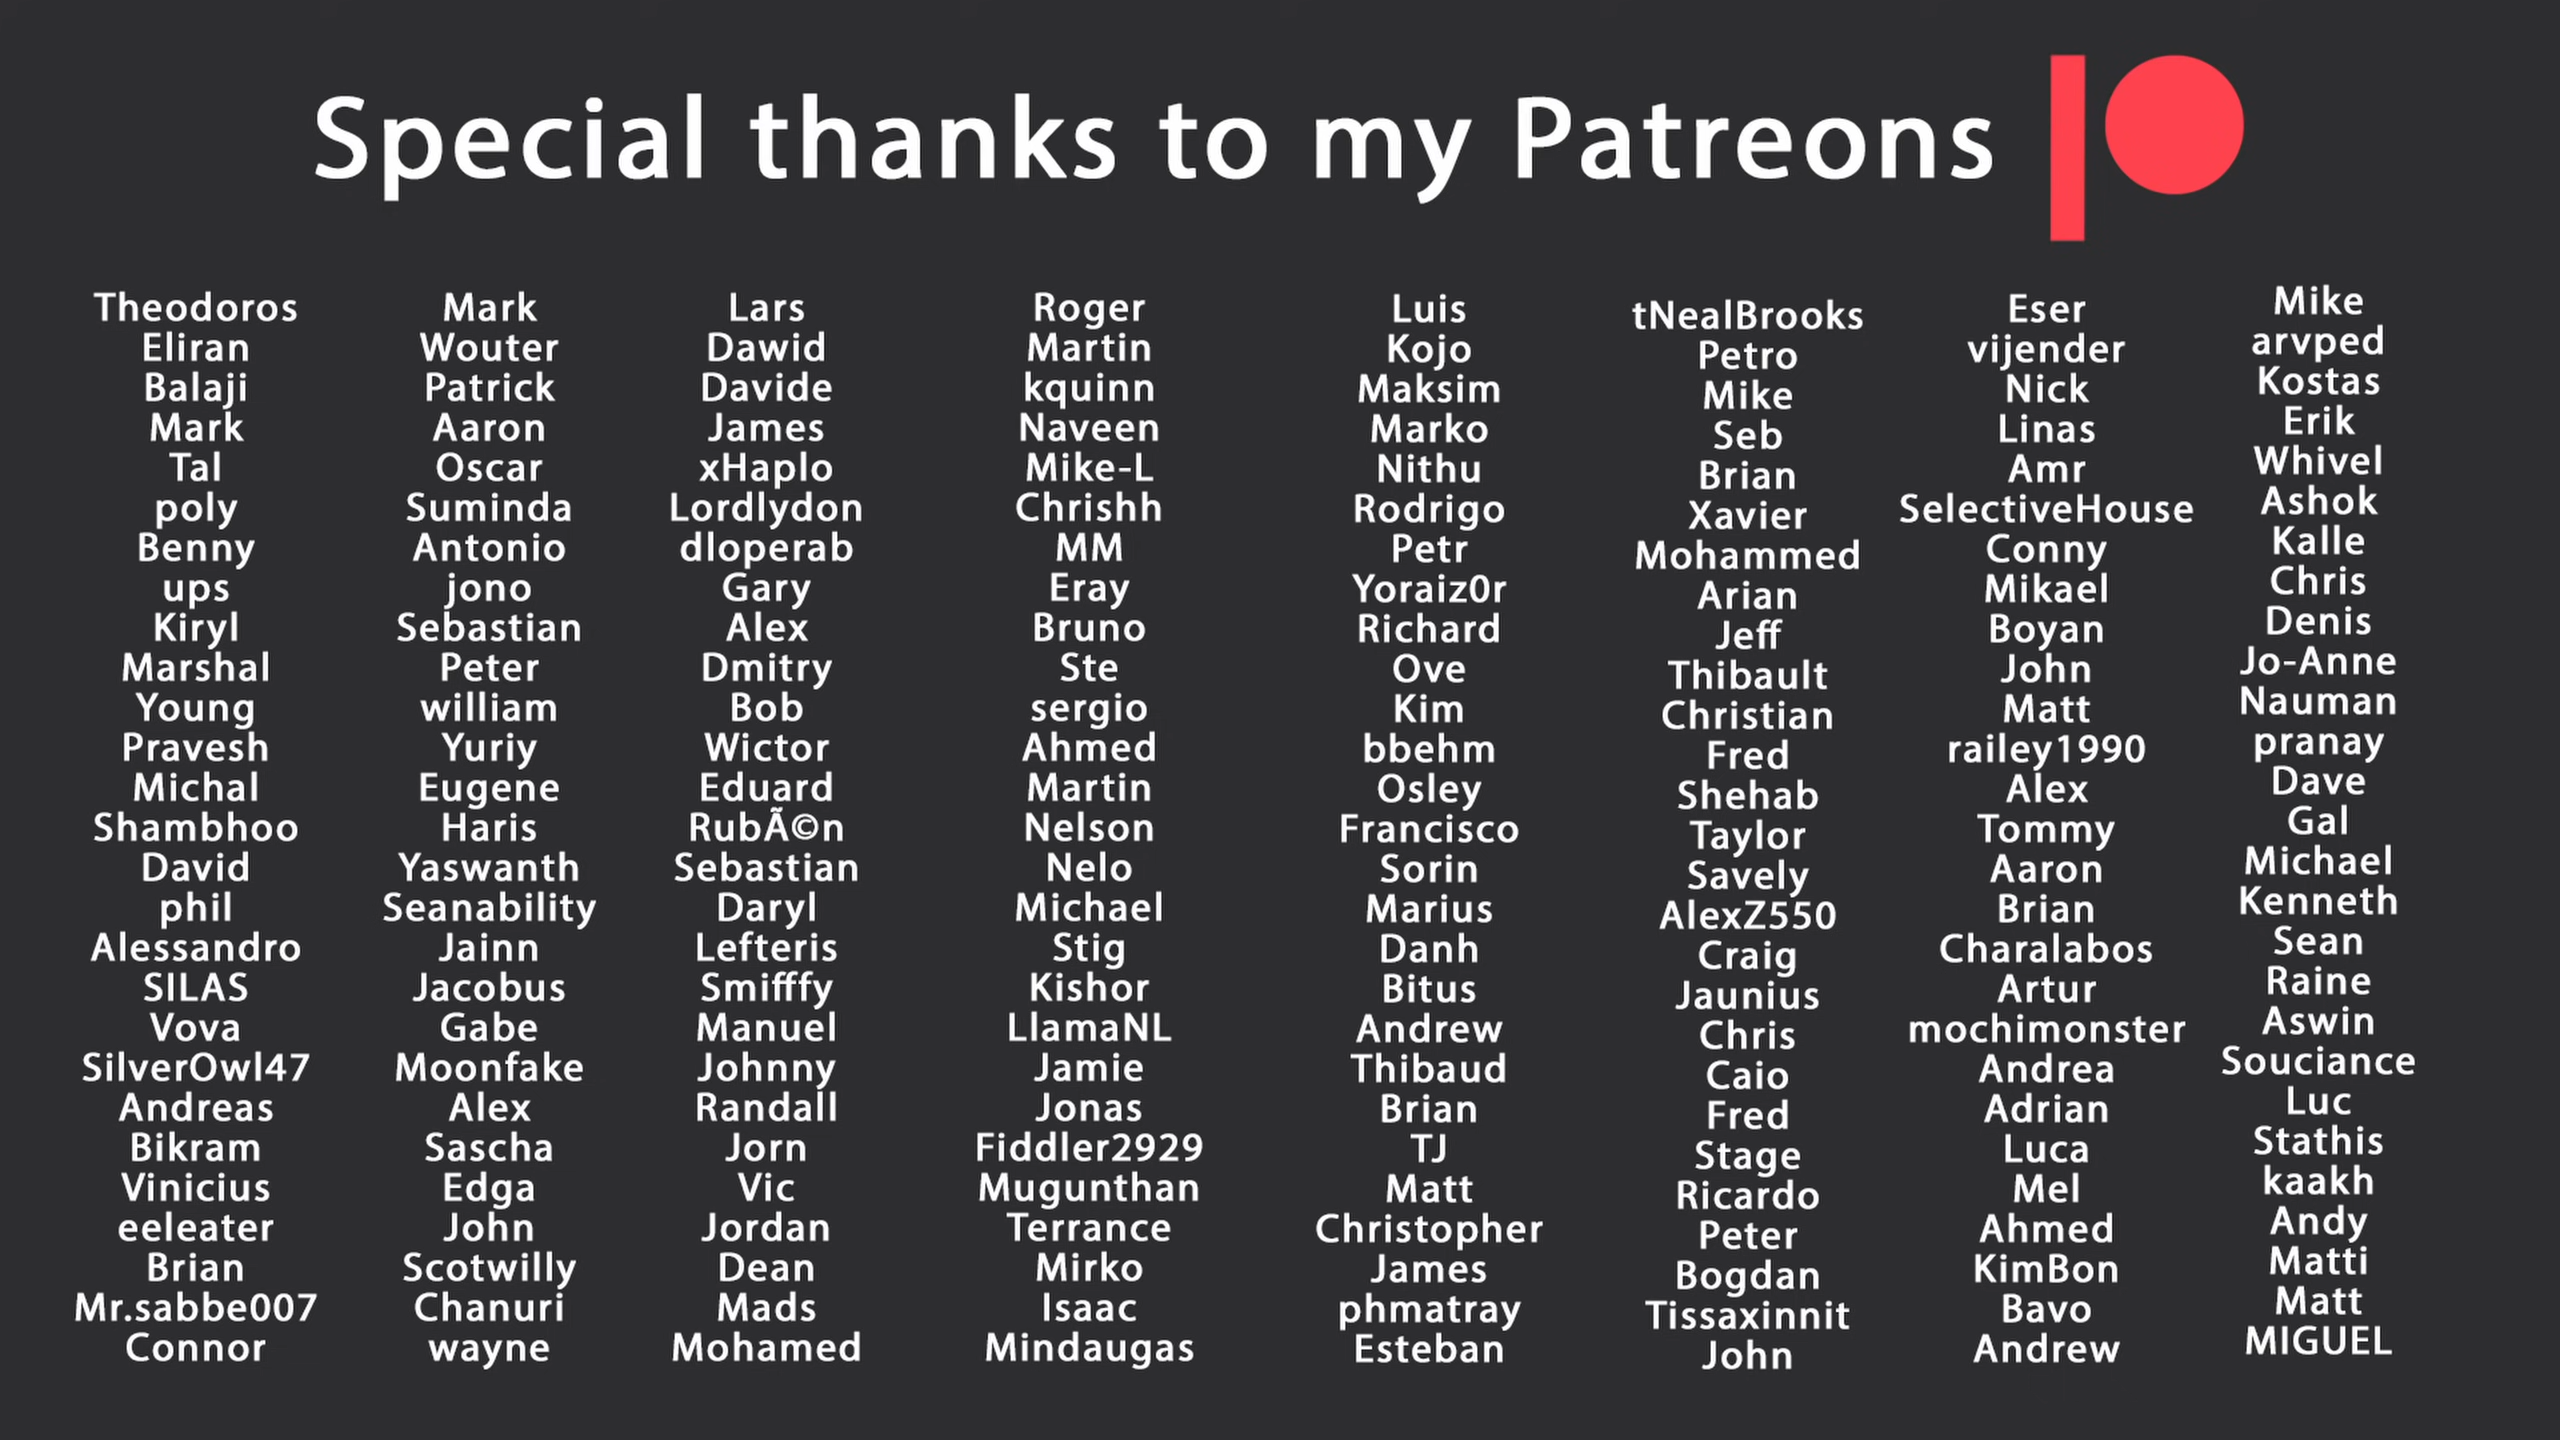 Special thanks to my Patreons
Theodoros
Eliran
Balaji
Mark
Tal
poly
Benny
ups
Kiryl
Marshal
Young
Pravesh
Michal
Shambhoo
David
phil
Alessandro
SILAS
Vova
SilverOwl47
Andreas
Bikram
Vinicius
eeleater
Brian
Mr.sabbe007
Connor
Mark
Wouter
Patrick
Aaron
Oscar
Suminda
Antonio
jono
Sebastian
Peter
william
Yuriy
Eugene
Haris
Yaswanth
Seanability
Jainn
Jacobus
Gabe
Moonfake
Alex
Sascha
Edga
John
Scotwilly
Chanuri
wayne
Lars
Dawid
Davide
James
xHaplo
Lordlydon
dloperab
Gary
Alex
Dmitry
Bob
Wictor
Eduard
RubÃ©n
Sebastian
Daryl
Lefteris
Smifffy
Manuel
Johnny
Randall
Jorn
Vic
Jordan
Dean
Mads
Mohamed
Roger
Martin
kquinn
Naveen
Mike-L
Chrishh
MM
Eray
Bruno
Ste
sergio
Ahmed
Martin
Nelson
Nelo
Michael
Stig
Kishor
LlamaNL
Jamie
Jonas
Fiddler2929
Mugunthan
Terrance
Mirko
Isaac
Mindaugas
Luis
Kojo
Maksim
Marko
Nithu
Rodrigo
Petr
Yoraiz0r
Richard
Ove
Kim
bbehm
Osley
Francisco
Sorin
Marius
Danh
Bitus
Andrew
Thibaud
Brian
TJ
Matt
Christopher
James
phmatray
Esteban
tNealBrooks
Petro
Mike
Seb
Brian
Xavier
Mohammed
Arian
Jeff
Thibault
Christian
Fred
Shehab
Taylor
Savely
AlexZ550
Craig
Jaunius
Chris
Caio
Fred
Stage
Ricardo
Peter
Bogdan
Tissaxinnit
John
Eser
vijender
Nick
Linas
Amr
SelectiveHouse
Conny
Mikael
Boyan
John
Matt
railey1990
Alex
Tommy
Aaron
Brian
Charalabos
Artur
mochimonster
Andrea
Adrian
Luca
Mel
Ahmed
KimBon
Bavo
Andrew
Mike
arvped
Kostas
Erik
Whivel
Ashok
Kalle
Chris
Denis
Jo-Anne
Nauman
pranay
Dave
Gal
Michael
Kenneth
Sean
Raine
Aswin
Souciance
Luc
Stathis
kaakh
Andy
Matti
Matt
MIGUEL